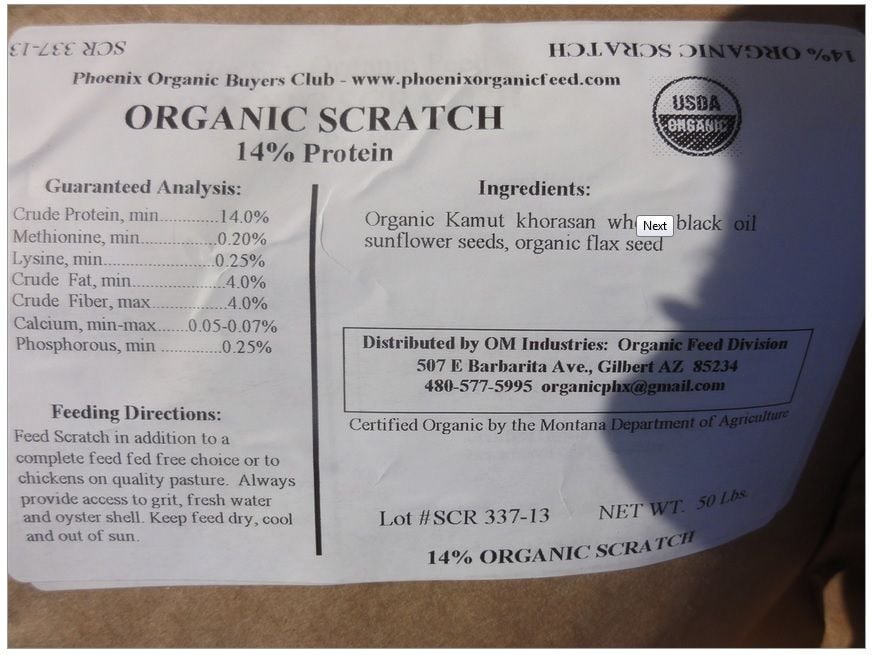 SCR 337-13
14% ORGANIC SCRATCH
Phoenix Organic Buyers Club - www.phoenixorganicfeed.com
ORGANIC SCRATCH
14% Protein
USDA
ORGANIC
Guaranteed Analysis:
Crude Protein, min............14.0%
Methionine, min...............0.20%
Lysine, min......................0.25%
Crude Fat, min...................4.0%
Crude Fiber, max...............4.0%
Calcium, min-max.......0.05-0.07%
Phosphorous, min .............0.25%
Feeding Directions:
Feed Scratch in addition to a
complete feed fed free choice or to
chickens on quality pasture. Always
provide access to grit, fresh water
and oyster shell. Keep feed dry, cool
and out of sun.
Ingredients:
Organic Kamut khorasan black oil
sunflower seeds, organic flax seed
Next
Distributed by OM Industries: Organic Feed Division
507 E Barbarita Ave., Gilbert AZ 85234
480-577-5995 organicphx@gmail.com
Certified Organic by the Montana Department of Agriculture
Lot #SCR 337-13 NET WT. 50 Lbs.
14% ORGANIC SCRATCH